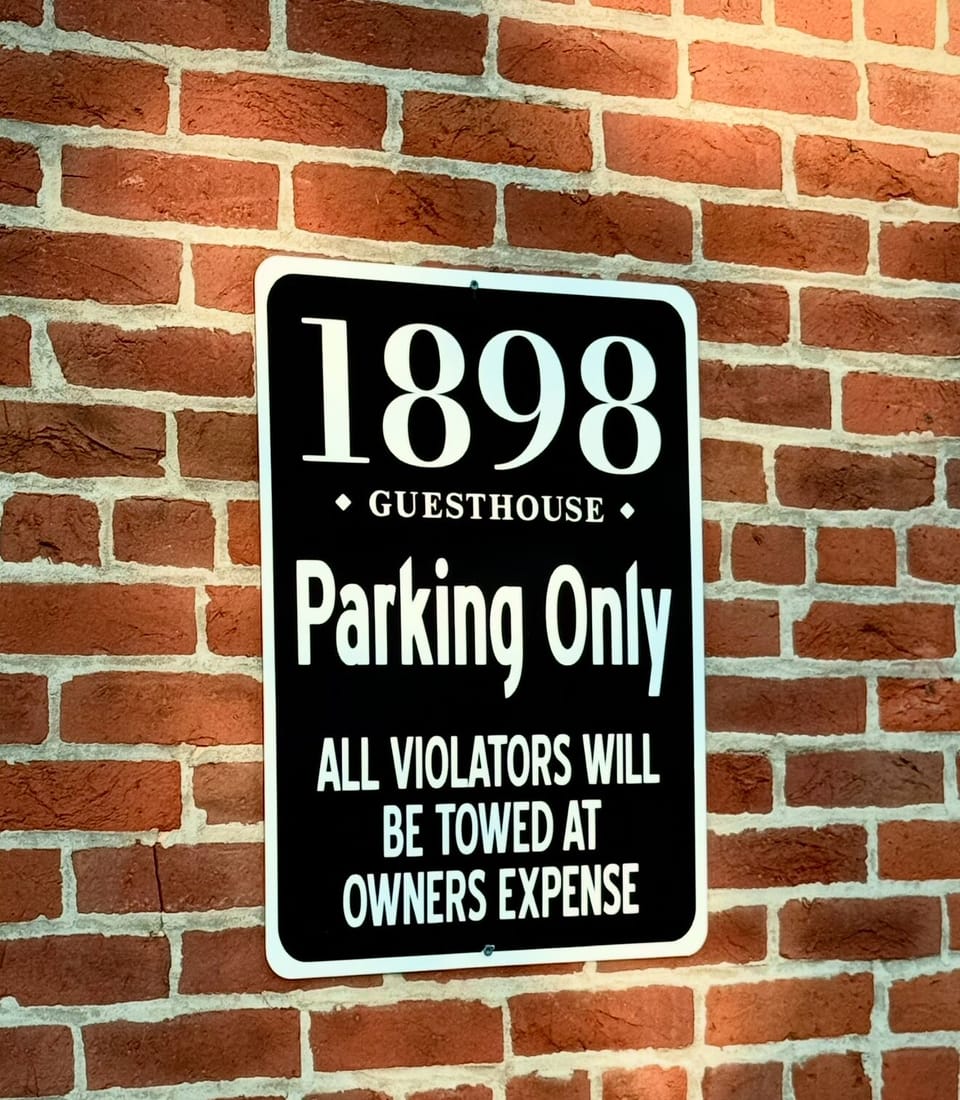 1898
◆ GUESTHOUSE ◆
Parking Only
ALL VIOLATORS WILL
BE TOWED AT
OWNERS EXPENSE